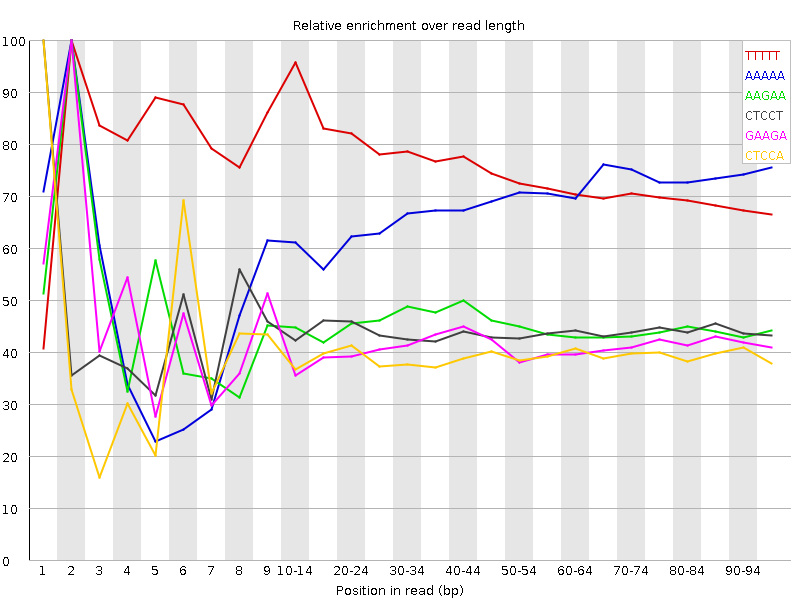 Relative enrichment over read length
100
90
80
70
60
50
40
30
20
10
0
TTTTT
AAAAA
AAGAA
CTCCT
GAAGA
CTCCA
1 2 3 4 5 6 7 8 9 10-14 20-24 30-34 40-44 50-54 60-64 70-74 80-84 90-94
Position in read (bp)